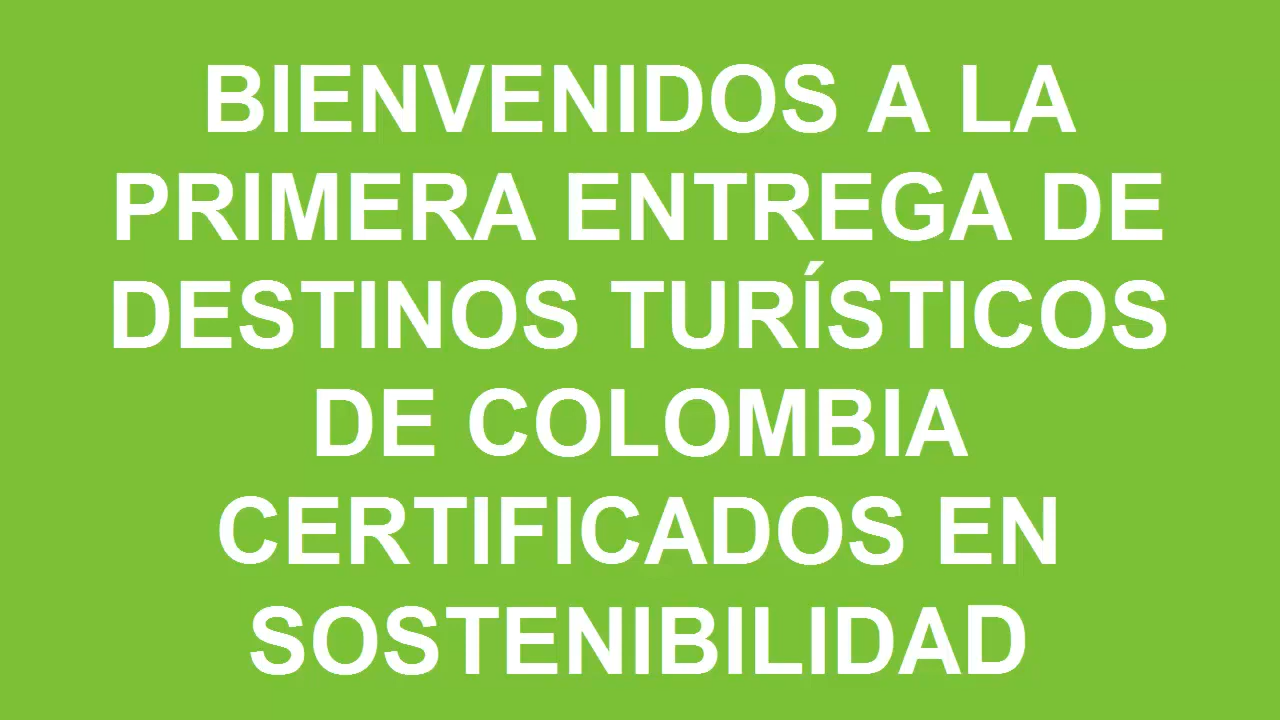 BIENVENIDOS A LA
PRIMERA ENTREGA DE
DESTINOS TURÍSTICOS
DE COLOMBIA
CERTIFICADOS EN
SOSTENIBILIDAD